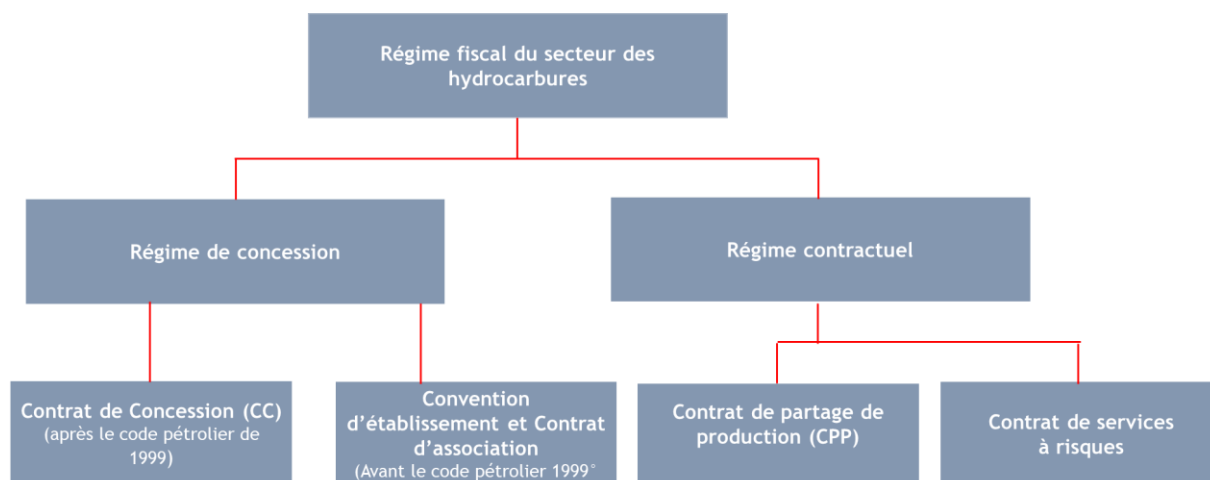 Régime fiscal du secteur des
hydrocarbures
Régime de concession
Régime contractuel
Contrat de Concession (CC)
(après le code pétrolier de
1999)
Convention
d’établissement et Contrat
d’association
(Avant le code pétrolier 1999°
Contrat de partage de
production (CPP)
Contrat de services
à risques